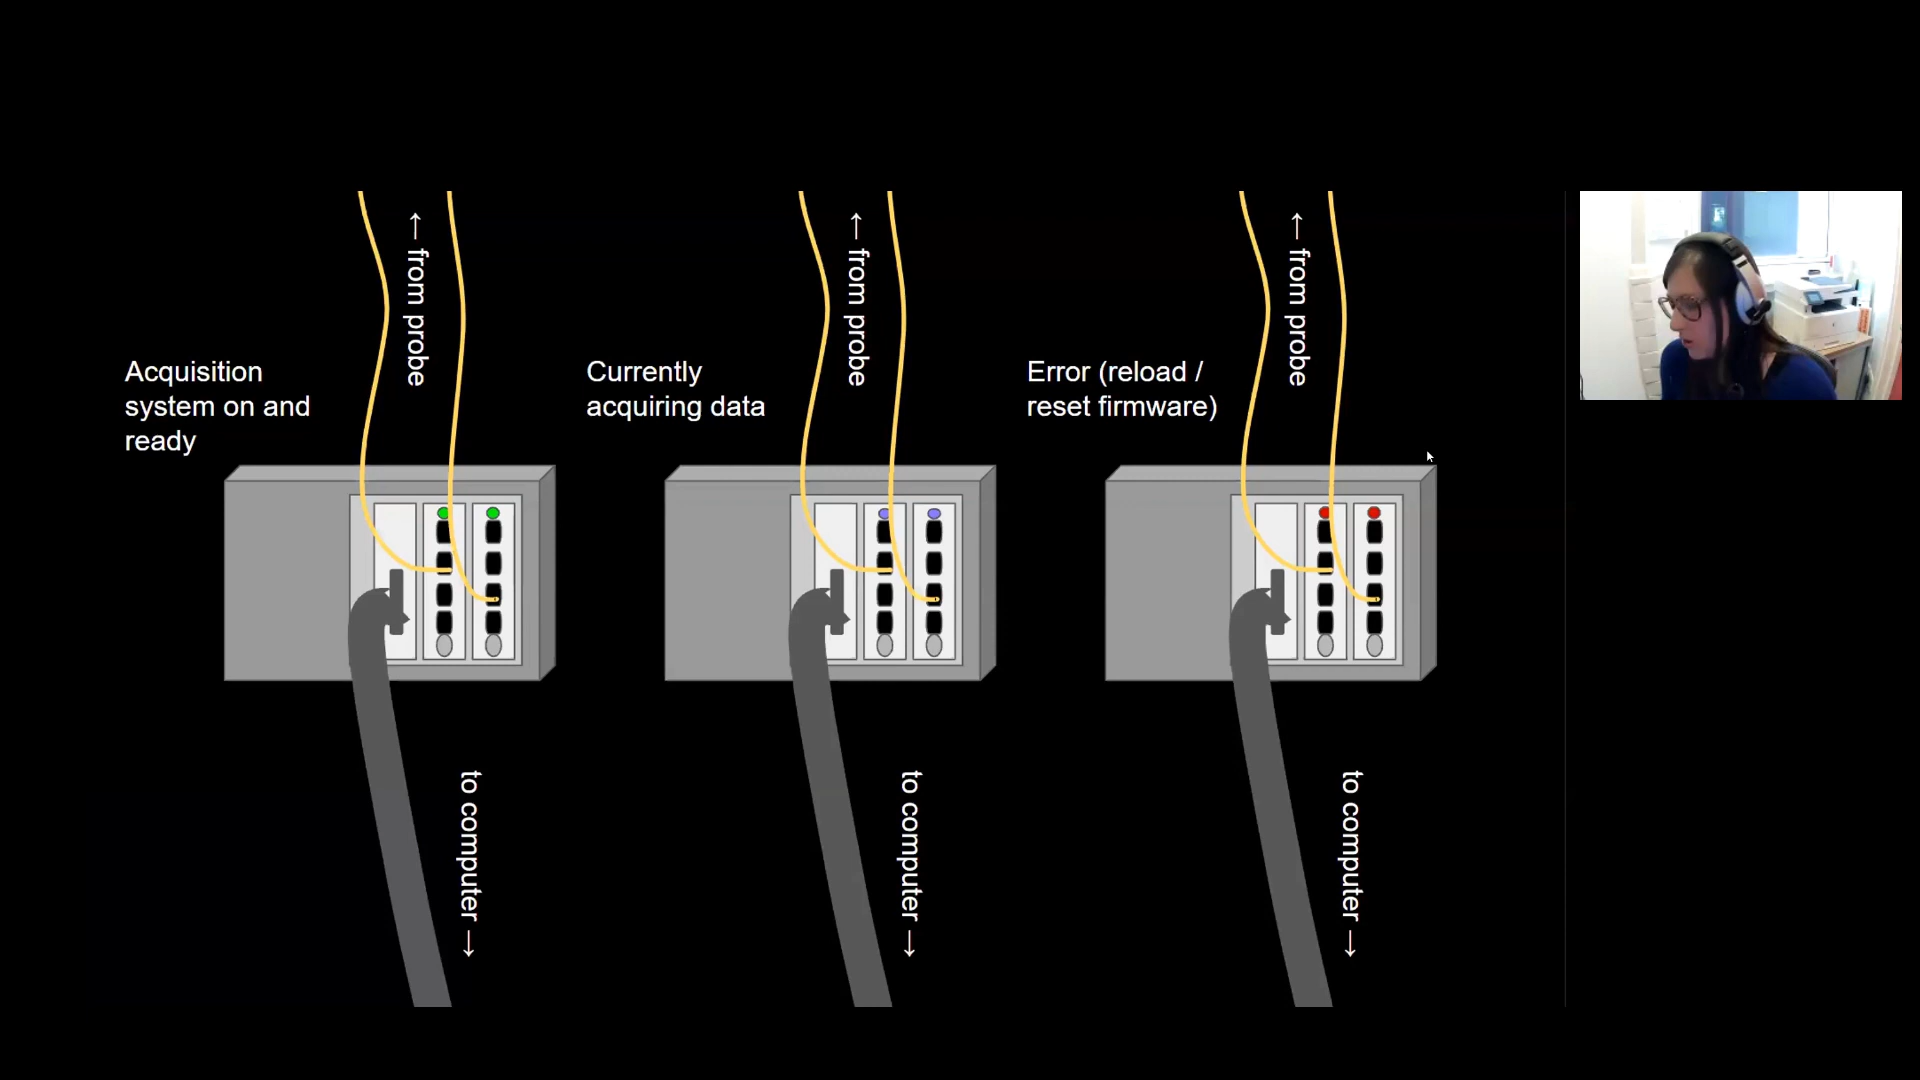 ← from probe
← from probe
← from probe
Acquisition
system on and
ready
Currently
acquiring data
Error (reload /
reset firmware)
to computer →
to computer →
to computer →